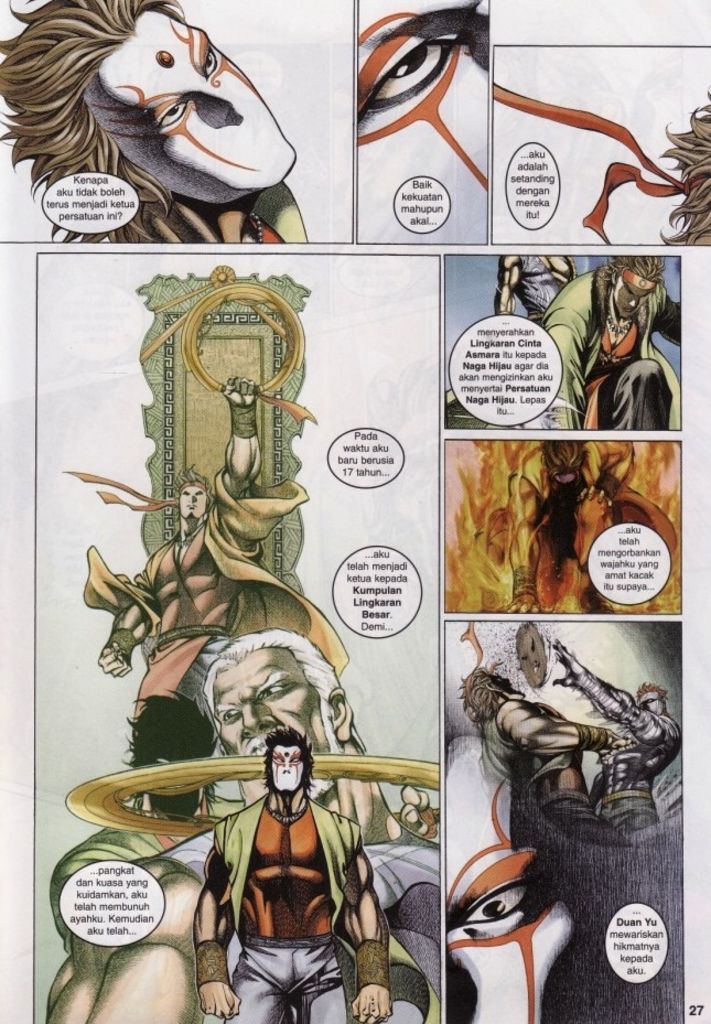 Kenapa
aku tidak boleh
terus menjadi ketua
persatuan ini?
Baik
kekuatan
mahupun
akal...
...aku
adalah
setanding
dengan
mereka
itu!
Pada
waktu aku
baru berusia
17 tahun...
...aku
telah menjadi
ketua kepada
Kumpulan
Lingkaran
Besar.
Demi...
...pangkat
dan kuasa yang
kuidamkan, aku
telah membunuh
ayahku. Kemudian
aku telah...
...
menyerahkan
Lingkaran Cinta
Asmara itu kepada
Naga Hijau agar dia
akan mengizinkan aku
menyertai Persatuan
Naga Hijau. Lepas
itu...
...aku
telah
mengorbankan
wajahku yang
amat kacak
itu supaya...
...
Duan Yu
mewariskan
hikmatnya
kepada
aku.
27